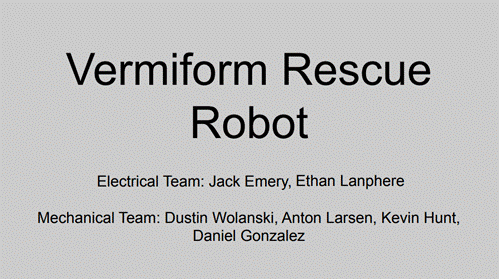 Vermiform Rescue
Robot
Electrical Team: Jack Emery, Ethan Lanphere
Mechanical Team: Dustin Wolanski, Anton Larsen, Kevin Hunt,
Daniel Gonzalez